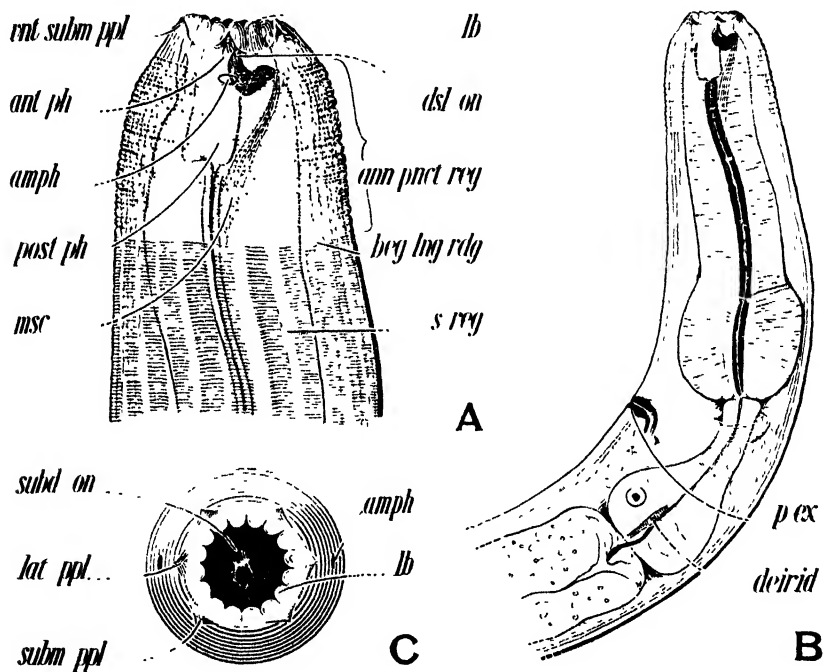 vnt subm ppl
ant ph
amph
post ph
msc
lb
dsl on
ann pnct reg
beg lng rdg
s reg
A
subd on
lat ppl
subm ppl
amph
lb
C
p ex
deirid
B